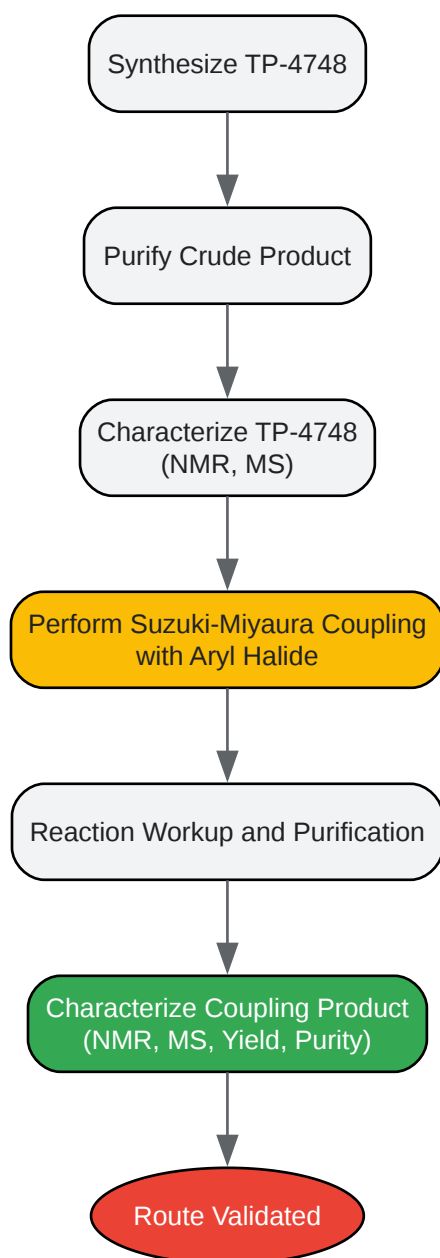 Synthesize TP-4748
Purify Crude Product
Characterize TP-4748
(NMR, MS)
Perform Suzuki-Miyaura Coupling
with Aryl Halide
Reaction Workup and Purification
Characterize Coupling Product
(NMR, MS, Yield, Purity)
Route Validated